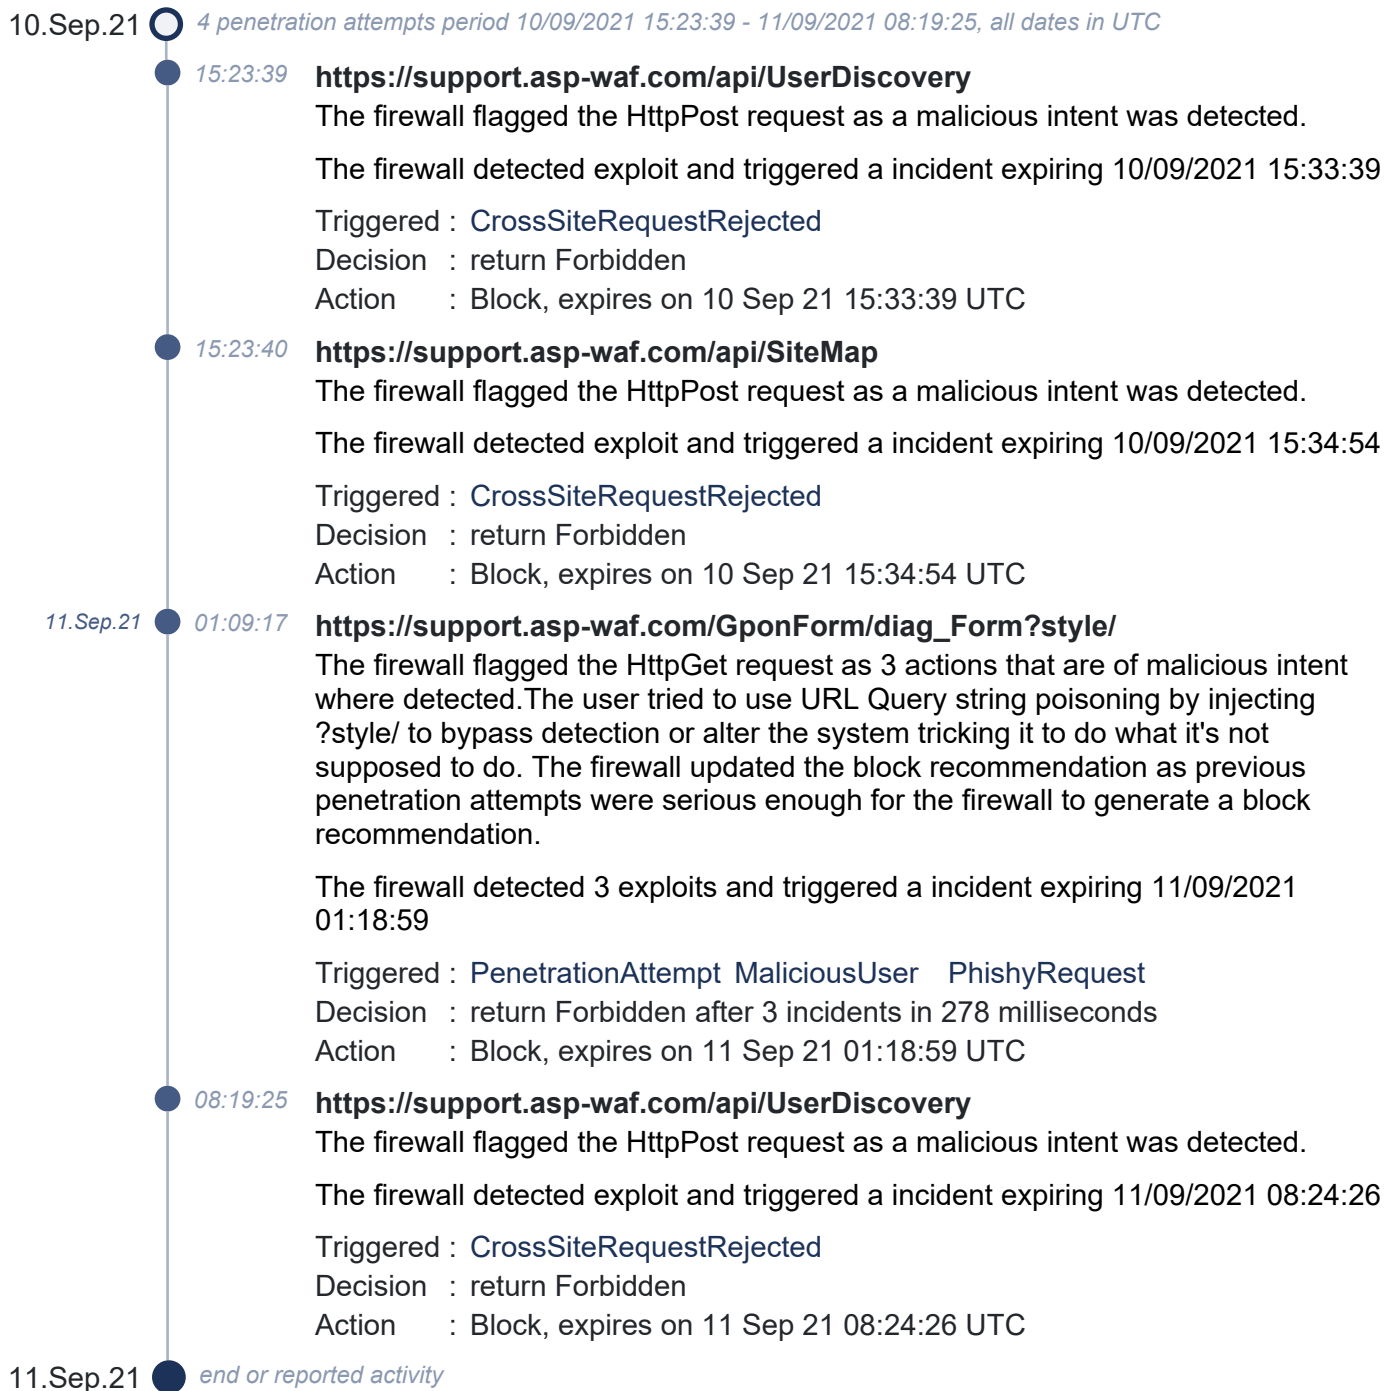 10.Sep.21 4 penetration attempts period 10/09/2021 15:23:39 - 11/09/2021 08:19:25, all dates in UTC
15:23:39 https://support.asp-waf.com/api/UserDiscovery
The firewall flagged the HttpPost request as a malicious intent was detected.
The firewall detected exploit and triggered a incident expiring 10/09/2021 15:33:39
Triggered : CrossSiteRequestRejected
Decision : return Forbidden
Action : Block, expires on 10 Sep 21 15:33:39 UTC
15:23:40 https://support.asp-waf.com/api/SiteMap
The firewall flagged the HttpPost request as a malicious intent was detected.
The firewall detected exploit and triggered a incident expiring 10/09/2021 15:34:54
Triggered : CrossSiteRequestRejected
Decision : return Forbidden
Action : Block, expires on 10 Sep 21 15:34:54 UTC
11.Sep.21 01:09:17 https://support.asp-waf.com/GponForm/diag_Form?style/
The firewall flagged the HttpGet request as 3 actions that are of malicious intent
where detected.The user tried to use URL Query string poisoning by injecting
?style/ to bypass detection or alter the system tricking it to do what it's not
supposed to do. The firewall updated the block recommendation as previous
penetration attempts were serious enough for the firewall to generate a block
recommendation.
The firewall detected 3 exploits and triggered a incident expiring 11/09/2021
01:18:59
Triggered : PenetrationAttempt MaliciousUser PhishyRequest
Decision : return Forbidden after 3 incidents in 278 milliseconds
Action : Block, expires on 11 Sep 21 01:18:59 UTC
08:19:25 https://support.asp-waf.com/api/UserDiscovery
The firewall flagged the HttpPost request as a malicious intent was detected.
The firewall detected exploit and triggered a incident expiring 11/09/2021 08:24:26
Triggered : CrossSiteRequestRejected
Decision : return Forbidden
Action : Block, expires on 11 Sep 21 08:24:26 UTC
11.Sep.21 end or reported activity